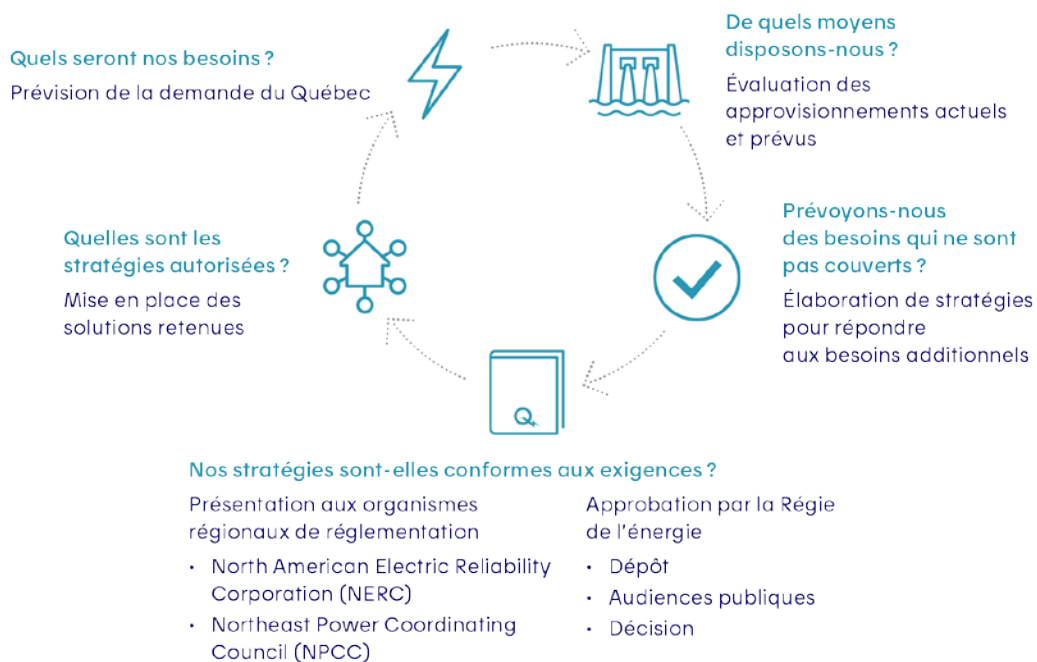 Quels seront nos besoins ?
Prévision de la demande du Québec
De quels moyens
disposons-nous ?
Évaluation des
approvisionnements actuels
et prévus
Prévoyons-nous
des besoins qui ne sont
pas couverts ?
Élaboration de stratégies
pour répondre
aux besoins additionnels
Nos stratégies sont-elles conformes aux exigences ?
Présentation aux organismes
régionaux de réglementation
• North American Electric Reliability
Corporation (NERC)
• Northeast Power Coordinating
Council (NPCC)
Approbation par la Régie
de l'énergie
• Dépôt
• Audiences publiques
• Décision
Quelles sont les
stratégies autorisées ?
Mise en place des
solutions retenues